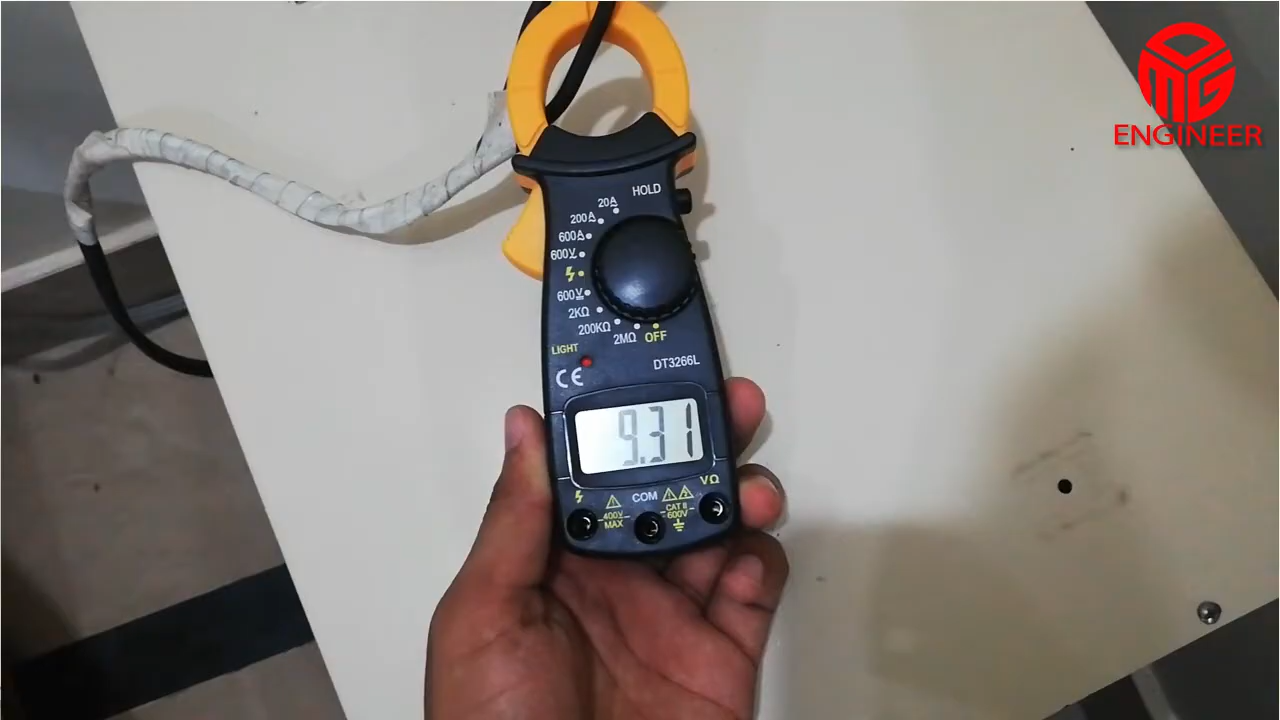 MG
ENGINEER
HOLD
20A
200A
600A
600V
600V
2KΩ
200KΩ
2MΩ
OFF
LIGHT
CE
DT3266L
9.31
COM
VΩ
400V
MAX
CAT II
600V